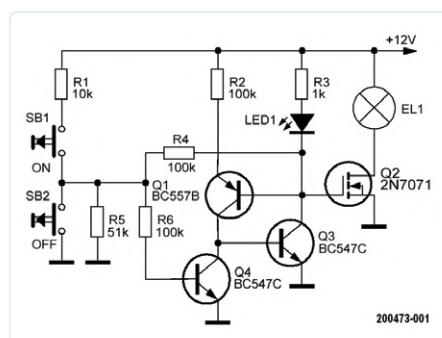 +12V
R1
10k
R2
100k
R3
1k
SB1
ON
LED1
EL1
R4
100k
SB2
OFF
Q1
BC557B
Q2
2N7071
R5
51k
R6
100k
Q3
BC547C
Q4
BC547C
200473-001